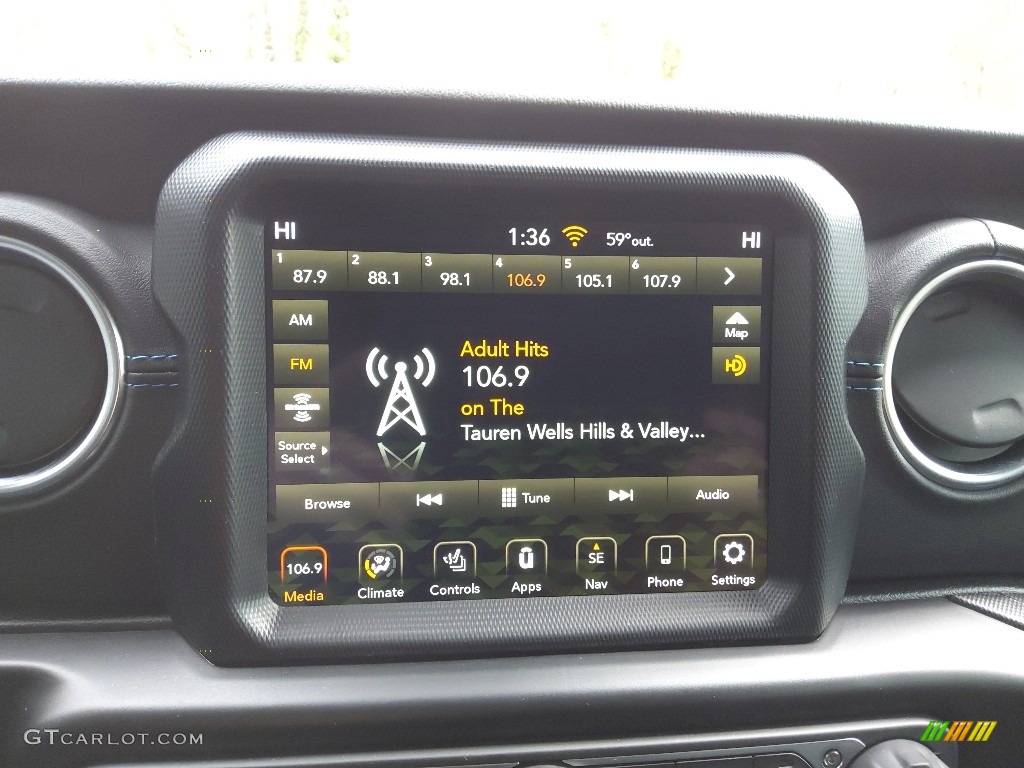 HI 1:36 59°out. HI
1 87.9 2 88.1 3 98.1 4 106.9 5 105.1 6 107.9
AM
Map
FM
HD
Adult Hits
106.9
on The
Tauren Wells Hills & Valley...
Source
Select
Browse Tune Audio
106.9 SE
Media Climate Controls Apps Nav Phone Settings
GTCARLOT.COM